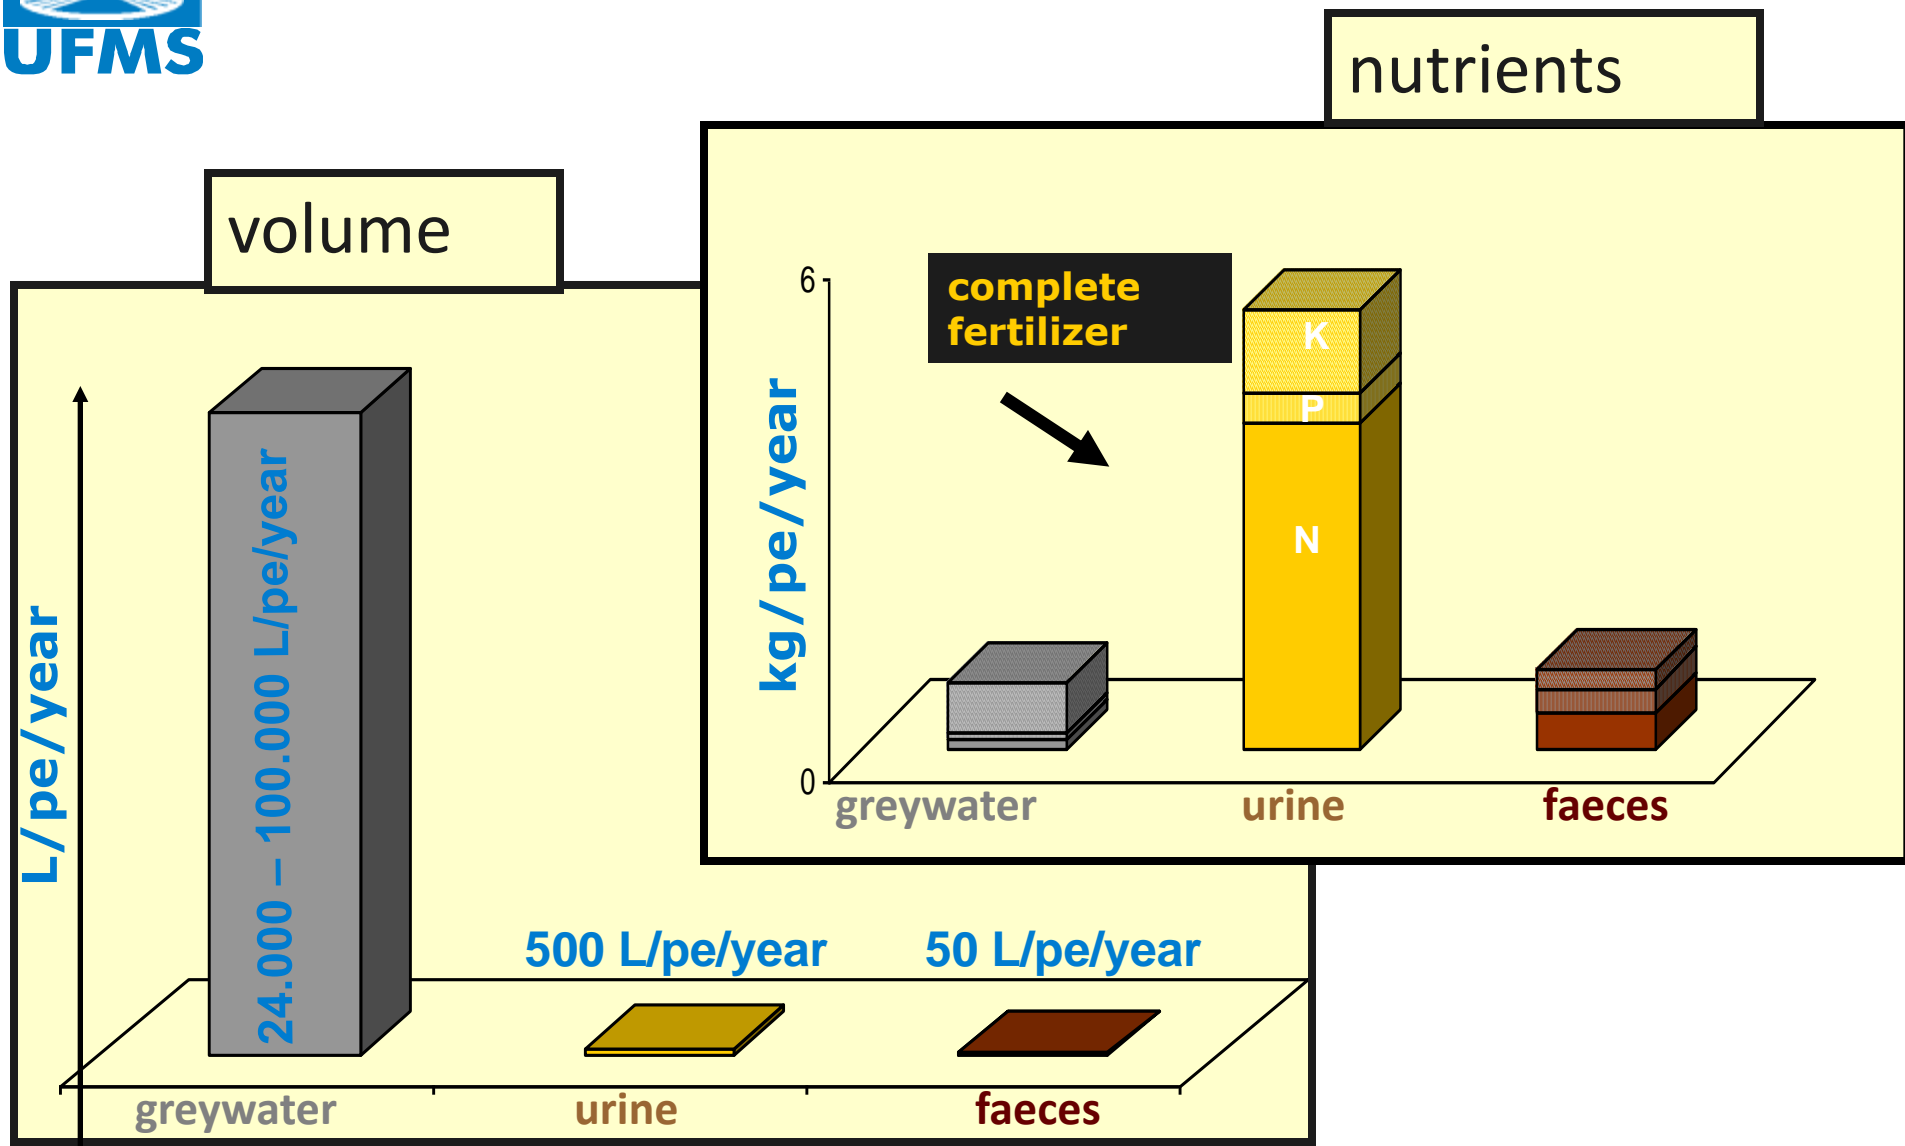 UFMS
nutrients
volume
6
complete
fertilizer
K
P
N
kg/pe/year
0
greywater
urine
faeces
L/pe/year
24.000 – 100.000 L/pe/year
500 L/pe/year
50 L/pe/year
greywater
urine
faeces